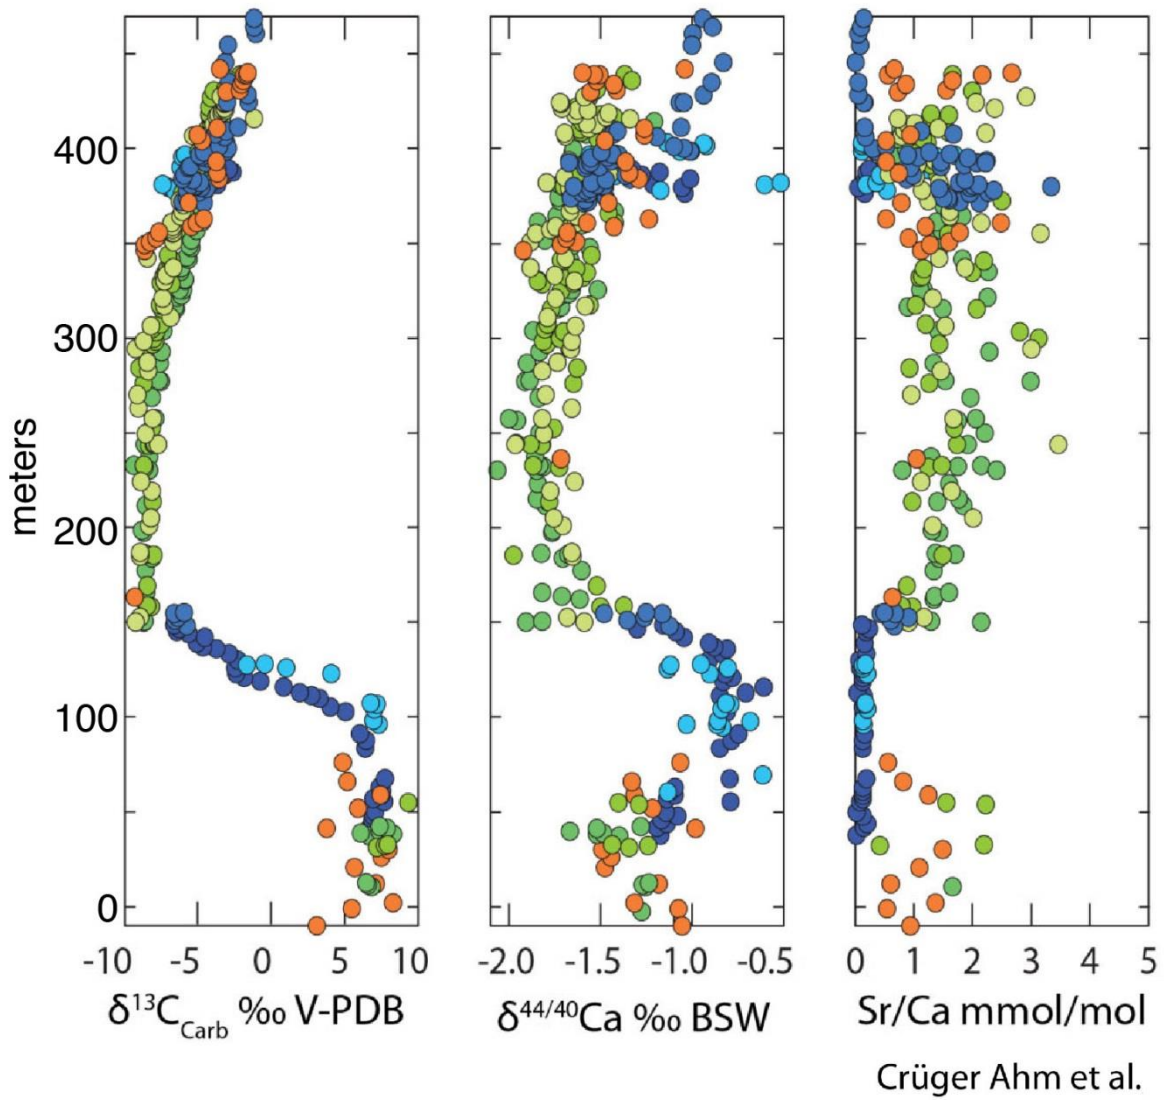 meters
400
300
200
100
0
-10 -5 0 5 10
δ¹³C_Carb ‰ V-PDB
-2.0 -1.5 -1.0 -0.5
δ⁴⁴/⁴⁰Ca ‰ BSW
0 1 2 3 4 5
Sr/Ca mmol/mol
Crüger Ahm et al.